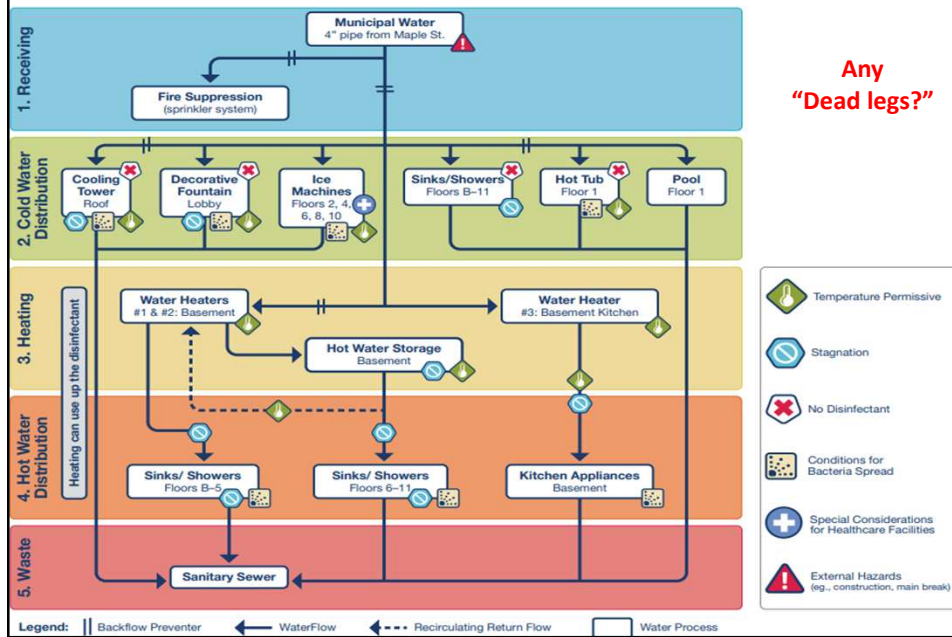 Municipal Water
4" pipe from Maple St.
Any
"Dead legs?"
1. Receiving
Fire Suppression
(sprinkler system)
2. Cold Water
Distribution
Cooling
Tower
Roof
Decorative
Fountain
Lobby
Ice
Machines
Floors 2, 4,
6, 8, 10
Sinks/Showers
Floors B–11
Hot Tub
Floor 1
Pool
Floor 1
3. Heating
Heating can use up the disinfectant
Water Heaters
#1 & #2: Basement
Water Heater
#3: Basement Kitchen
Hot Water Storage
Basement
4. Hot Water
Distribution
Sinks/ Showers
Floors B–5
Sinks/ Showers
Floors 6–11
Kitchen Appliances
Basement
5. Waste
Sanitary Sewer
Temperature Permissive
Stagnation
No Disinfectant
Conditions for
Bacteria Spread
Special Considerations
for Healthcare Facilities
External Hazards
(eg., construction, main break)
Legend: Backflow Preventer WaterFlow Recirculating Return Flow Water Process